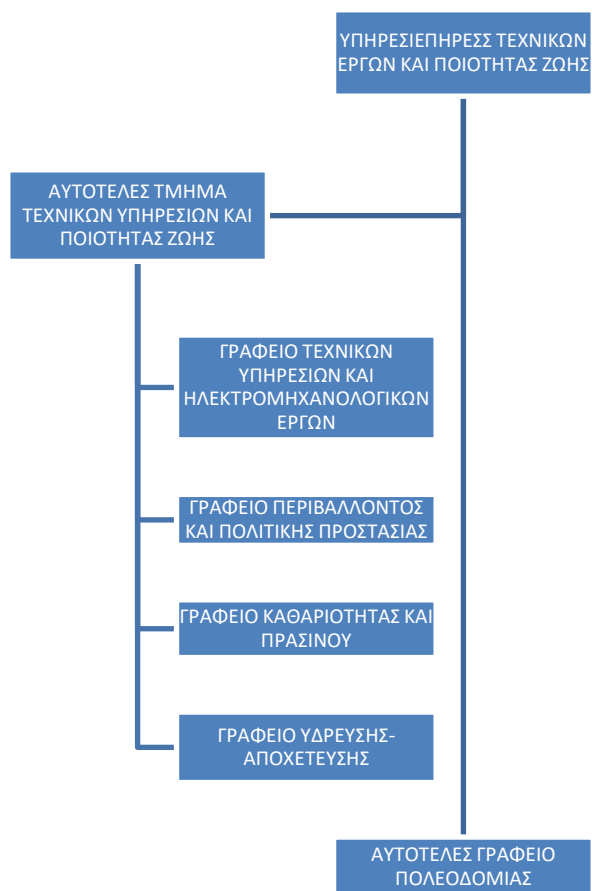 ΥΠΗΡΕΣΙΕΠΗΡΕΣΣ ΤΕΧΝΙΚΩΝ
ΕΡΓΩΝ ΚΑΙ ΠΟΙΟΤΗΤΑΣ ΖΩΗΣ
ΑΥΤΟΤΕΛΕΣ ΤΜΗΜΑ
ΤΕΧΝΙΚΩΝ ΥΠΗΡΕΣΙΩΝ ΚΑΙ
ΠΟΙΟΤΗΤΑΣ ΖΩΗΣ
ΓΡΑΦΕΙΟ ΤΕΧΝΙΚΩΝ
ΥΠΗΡΕΣΙΩΝ ΚΑΙ
ΗΛΕΚΤΡΟΜΗΧΑΝΟΛΟΓΙΚΩΝ
ΕΡΓΩΝ
ΓΡΑΦΕΙΟ ΠΕΡΙΒΑΛΛΟΝΤΟΣ
ΚΑΙ ΠΟΛΙΤΙΚΗΣ ΠΡΟΣΤΑΣΙΑΣ
ΓΡΑΦΕΙΟ ΚΑΘΑΡΙΟΤΗΤΑΣ ΚΑΙ
ΠΡΑΣΙΝΟΥ
ΓΡΑΦΕΙΟ ΥΔΡΕΥΣΗΣ-
ΑΠΟΧΕΤΕΥΣΗΣ
ΑΥΤΟΤΕΛΕΣ ΓΡΑΦΕΙΟ
ΠΟΛΕΟΔΟΜΙΑΣ